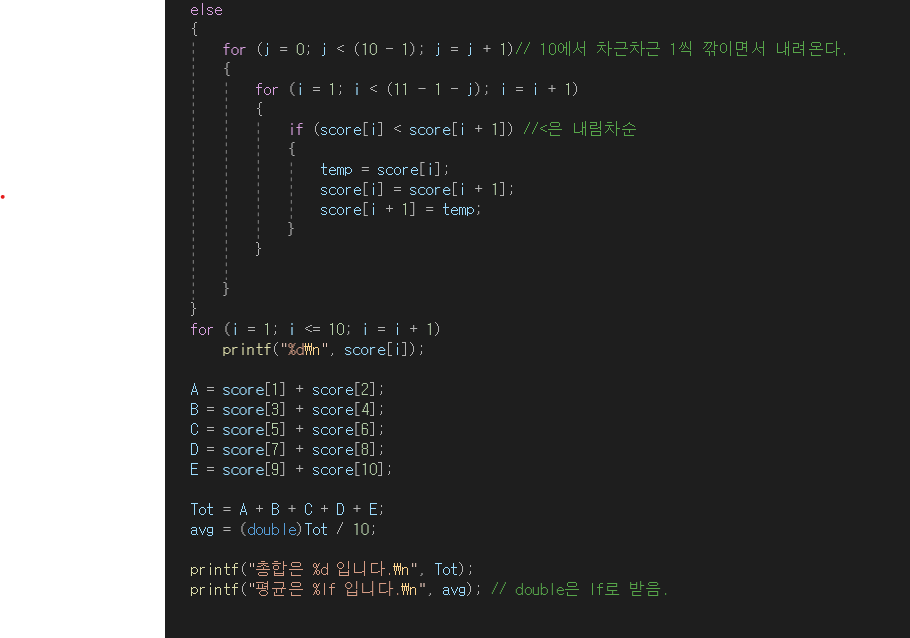 else
{
for (j = 0; j < (10 - 1); j = j + 1)// 10에서 차근차근 1씩 깎이면서 내려온다.
{
for (i = 1; i < (11 - 1 - j); i = i + 1)
{
if (score[i] < score[i + 1]) //<은 내림차순
{
temp = score[i];
score[i] = score[i + 1];
score[i + 1] = temp;
}
}
}
}
for (i = 1; i <= 10; i = i + 1)
printf("%d₩n", score[i]);
A = score[1] + score[2];
B = score[3] + score[4];
C = score[5] + score[6];
D = score[7] + score[8];
E = score[9] + score[10];
Tot = A + B + C + D + E;
avg = (double)Tot / 10;
printf("총합은 %d 입니다.₩n", Tot);
printf("평균은 %lf 입니다.₩n", avg); // double은 lf로 받음.